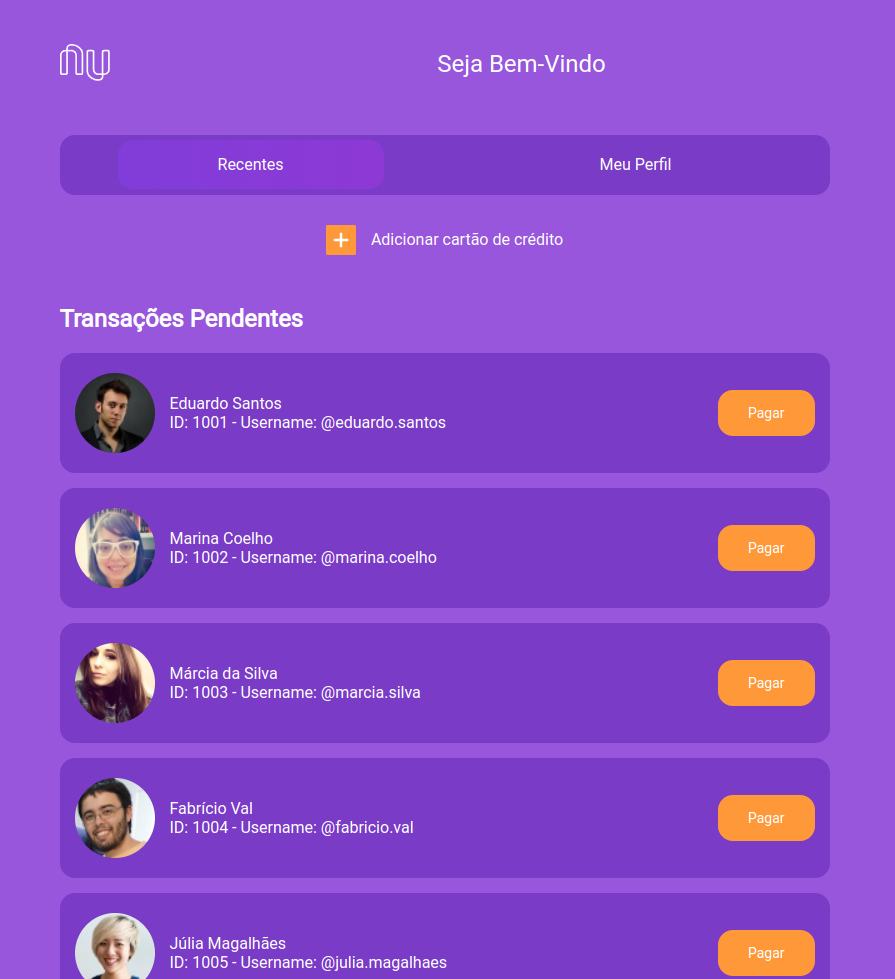 nu
Seja Bem-Vindo
Recentes
Meu Perfil
Adicionar cartão de crédito
Transações Pendentes
Eduardo Santos
ID: 1001 - Username: @eduardo.santos
Pagar
Marina Coelho
ID: 1002 - Username: @marina.coelho
Pagar
Márcia da Silva
ID: 1003 - Username: @marcia.silva
Pagar
Fabrício Val
ID: 1004 - Username: @fabricio.val
Pagar
Júlia Magalhães
ID: 1005 - Username: @julia.magalhaes
Pagar